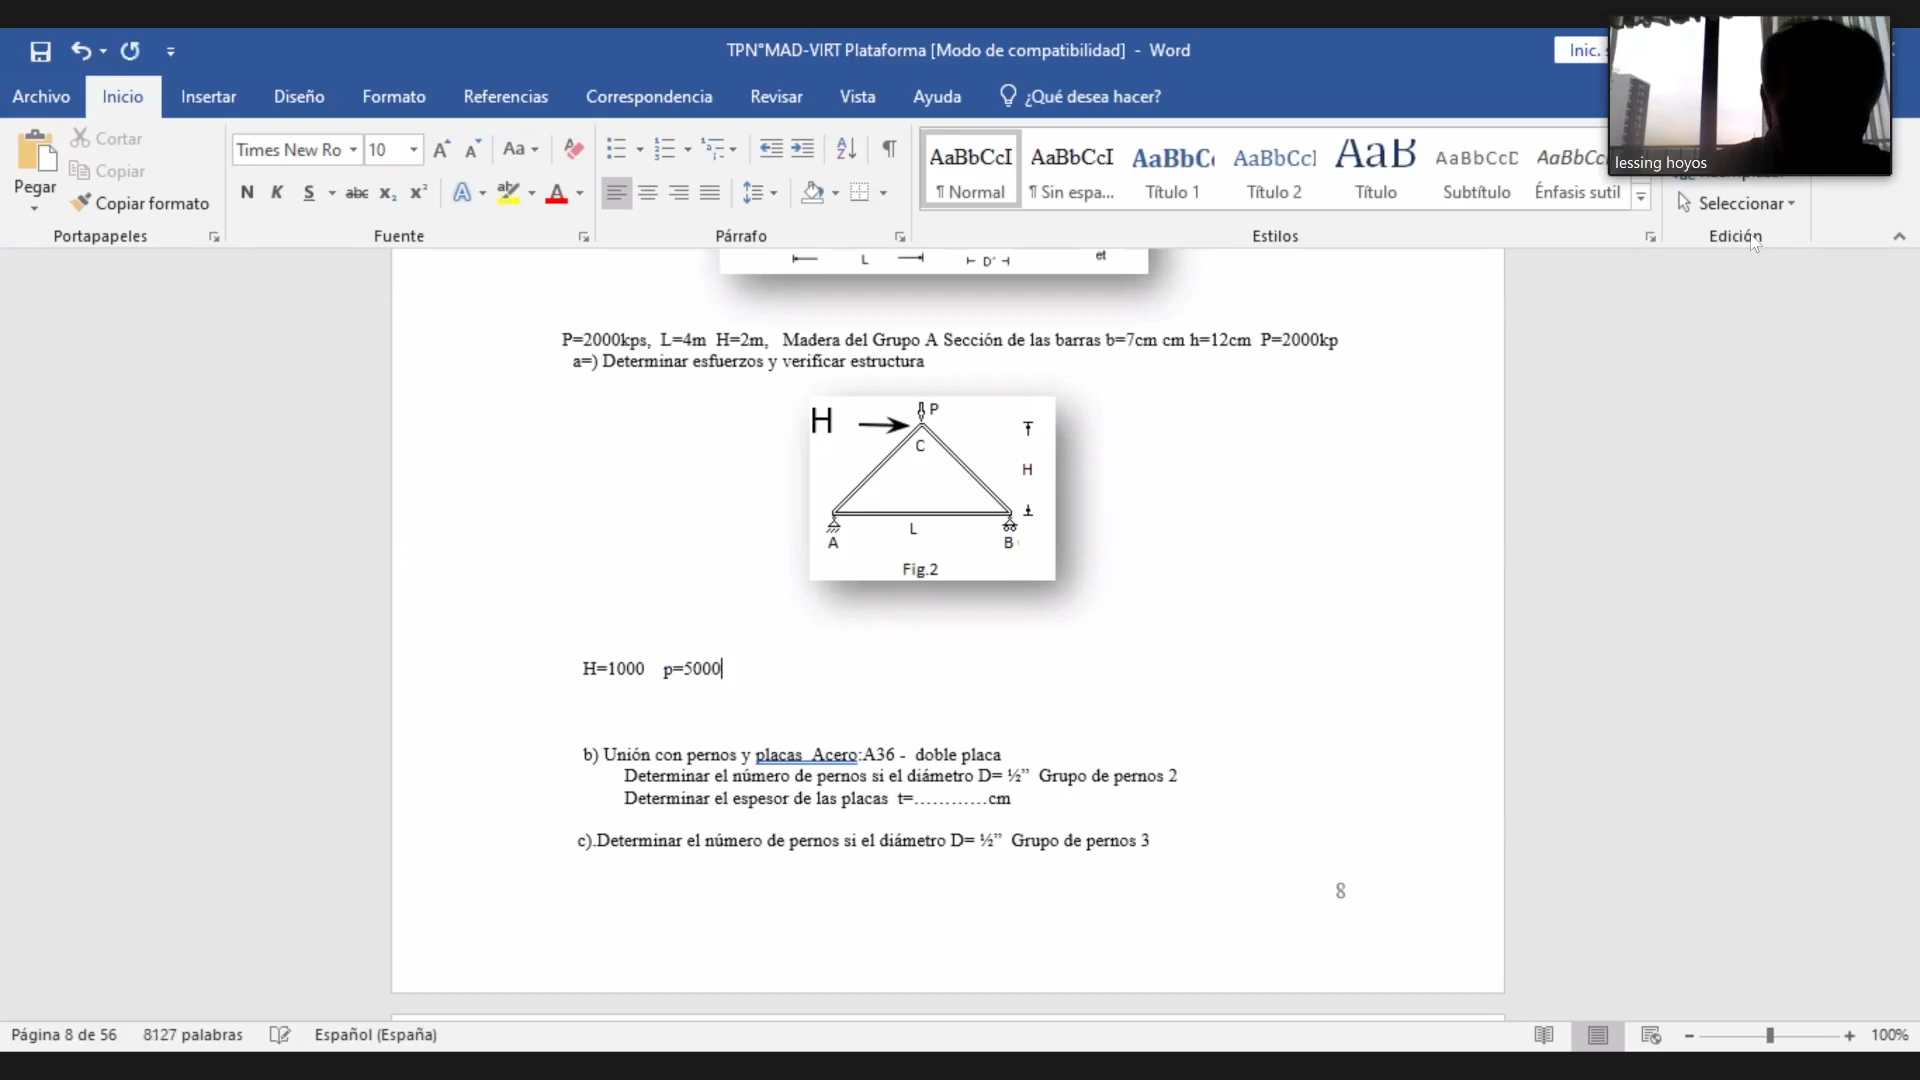 TPN°MAD-VIRT Plataforma [Modo de compatibilidad] - Word
Inic.
Archivo Inicio Insertar Diseño Formato Referencias Correspondencia Revisar Vista Ayuda ¿Qué desea hacer?
lessing hoyos
Pegar
Cortar
Copiar
Copiar formato
Portapapeles
Times New Ro 10
Aa
N K S abc x₂ x²
Fuente
Párrafo
AaBbCcI AaBbCcI AaBbC AaBbCcI AaB AaBbCcD AaBbCc
¶ Normal ¶ Sin espa... Título 1 Título 2 Título Subtítulo Énfasis sutil
Estilos
Seleccionar
Edición
L D' et
P=2000kps, L=4m H=2m, Madera del Grupo A Sección de las barras b=7cm cm h=12cm P=2000kp
a=) Determinar esfuerzos y verificar estructura
H P
C
H
L
A B
Fig.2
H=1000 p=5000
b) Unión con pernos y placas Acero:A36 - doble placa
Determinar el número de pernos si el diámetro D= ½” Grupo de pernos 2
Determinar el espesor de las placas t=…………cm
c).Determinar el número de pernos si el diámetro D= ½” Grupo de pernos 3
8
Página 8 de 56 8127 palabras Español (España) 100%